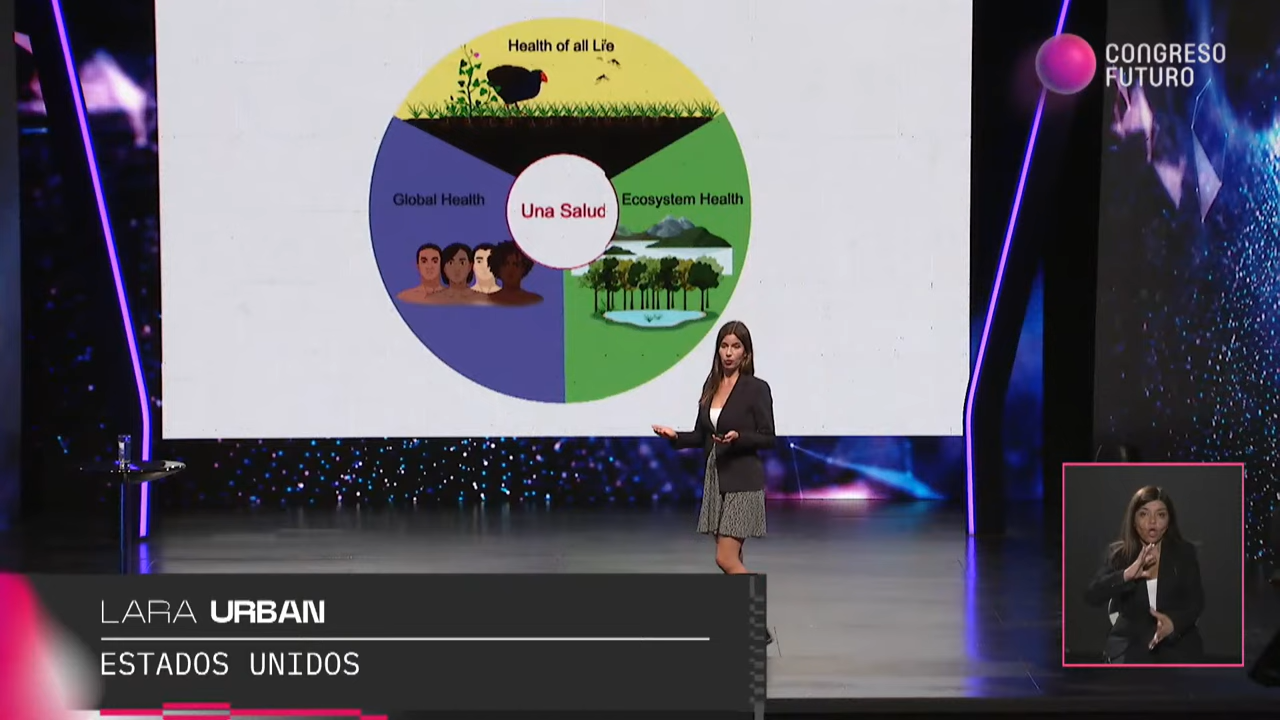 Health of all Life
Global Health
Una Salud
Ecosystem Health
CONGRESO
FUTURO
LARA URBAN
ESTADOS UNIDOS